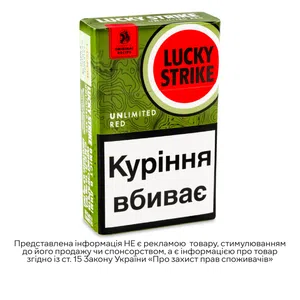 LUCKY
STRIKE
UNLIMITED
RED
Куріння
вбиває
Представлена інформація НЕ є рекламою товару, стимулюванням
до його продажу чи спонсорством, а є інформацією про товар
згідно із ст. 15 Закону України «Про захист прав споживачів»